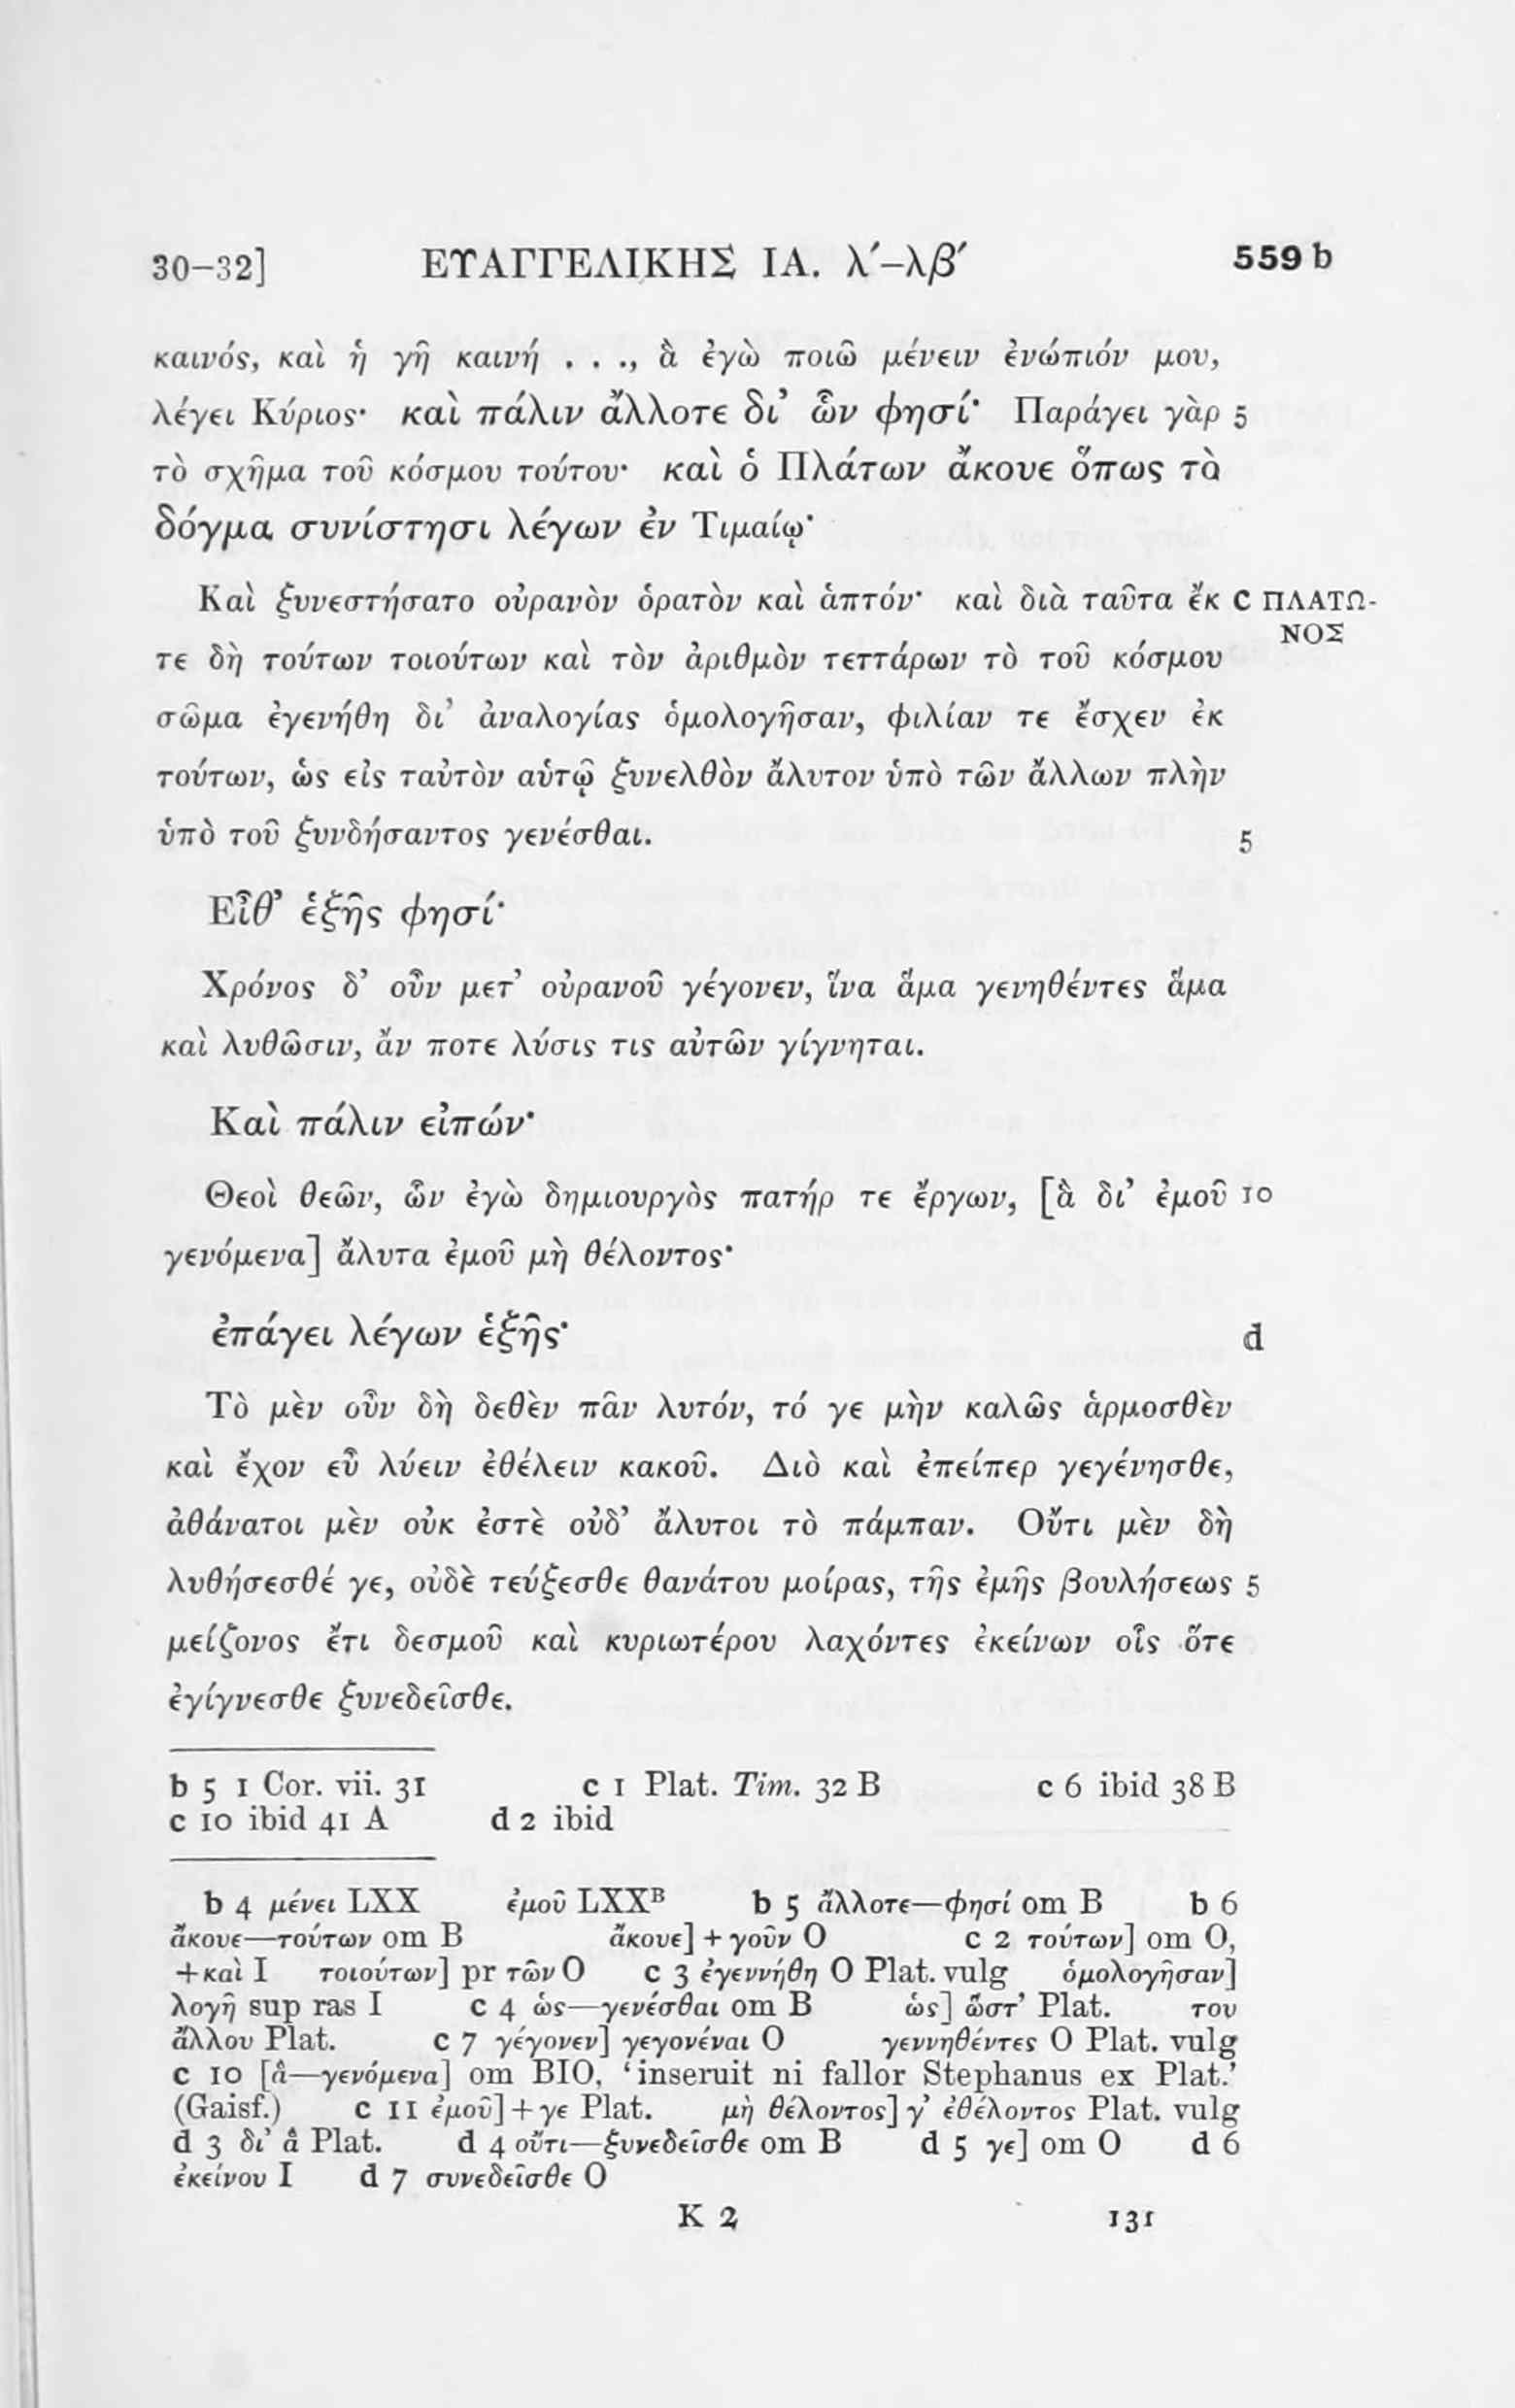 30–32] ΕΥΑΓΓΕΛΙΚΗΣ ΙΑ. λ´–λβ´ 559 b
καινός, καὶ ἡ γῆ καινή . . ., ἃ ἐγὼ ποιῶ μένειν ἐνώπιόν μου,
λέγει Κύριος· καὶ πάλιν ἄλλοτε δι’ ὧν φησί· Παράγει γὰρ 5
τὸ σχῆμα τοῦ κόσμου τούτου· καὶ ὁ Πλάτων ἄκουε ὅπως τὸ
δόγμα συνίστησι λέγων ἐν Τιμαίῳ·
Καὶ ξυνεστήσατο οὐρανὸν ὁρατὸν καὶ ἁπτόν· καὶ διὰ ταῦτα ἔκ c ΠΛΑΤΩ-
ΝΟΣ
τε δὴ τούτων τοιούτων καὶ τὸν ἀριθμὸν τεττάρων τὸ τοῦ κόσμου
σῶμα ἐγενήθη δι’ ἀναλογίας ὁμολογῆσαν, φιλίαν τε ἔσχεν ἐκ
τούτων, ὡς εἰς ταὐτὸν αὑτῷ ξυνελθὸν ἄλυτον ὑπὸ τῶν ἄλλων πλὴν
ὑπὸ τοῦ ξυνδήσαντος γενέσθαι. 5
Εἶθ’ ἑξῆς φησί·
Χρόνος δ’ οὖν μετ’ οὐρανοῦ γέγονεν, ἵνα ἅμα γενηθέντες ἅμα
καὶ λυθῶσιν, ἄν ποτε λύσις τις αὐτῶν γίγνηται.
Καὶ πάλιν εἰπών·
Θεοὶ θεῶν, ὧν ἐγὼ δημιουργὸς πατήρ τε ἔργων, [ἃ δι’ ἐμοῦ 10
γενόμενα] ἄλυτα ἐμοῦ μὴ θέλοντος·
ἐπάγει λέγων ἑξῆς· d
Τὸ μὲν οὖν δὴ δεθὲν πᾶν λυτόν, τό γε μὴν καλῶς ἁρμοσθὲν
καὶ ἔχον εὖ λύειν ἐθέλειν κακοῦ. Διὸ καὶ ἐπείπερ γεγένησθε,
ἀθάνατοι μὲν οὐκ ἐστὲ οὐδ’ ἄλυτοι τὸ πάμπαν. Οὔτι μὲν δὴ
λυθήσεσθέ γε, οὐδὲ τεύξεσθε θανάτου μοίρας, τῆς ἐμῆς βουλήσεως 5
μείζονος ἔτι δεσμοῦ καὶ κυριωτέρου λαχόντες ἐκείνων οἷς ὅτε
ἐγίγνεσθε ξυνεδεῖσθε.
b 5 1 Cor. vii. 31 c 1 Plat. Tim. 32 B c 6 ibid 38 B
c 10 ibid 41 A d 2 ibid
b 4 μένει LXX ἐμοῦ LXXᴮ b 5 ἄλλοτε—φησί om B b 6
ἄκουε—τούτων om B ἄκουε] + γοῦν O c 2 τούτων] om O,
+καὶ I τοιούτων] pr τῶν O c 3 ἐγεννήθη O Plat. vulg ὁμολογῆσαν]
λογῆ sup ras I c 4 ὡς—γενέσθαι om B ὡς] ὥστ’ Plat. του
ἄλλου Plat. c 7 γέγονεν] γεγονέναι O γεννηθέντες O Plat. vulg
c 10 [ἃ—γενόμενα] om BIO, ‘inseruit ni fallor Stephanus ex Plat.’
(Gaisf.) c 11 ἐμοῦ] + γε Plat. μὴ θέλοντος] γ’ ἐθέλοντος Plat. vulg
d 3 δι’ ἃ Plat. d 4 οὔτι—ξυνεδεῖσθε om B d 5 γε] om O d 6
ἐκείνου I d 7 συνεδεῖσθε O
K 2 131